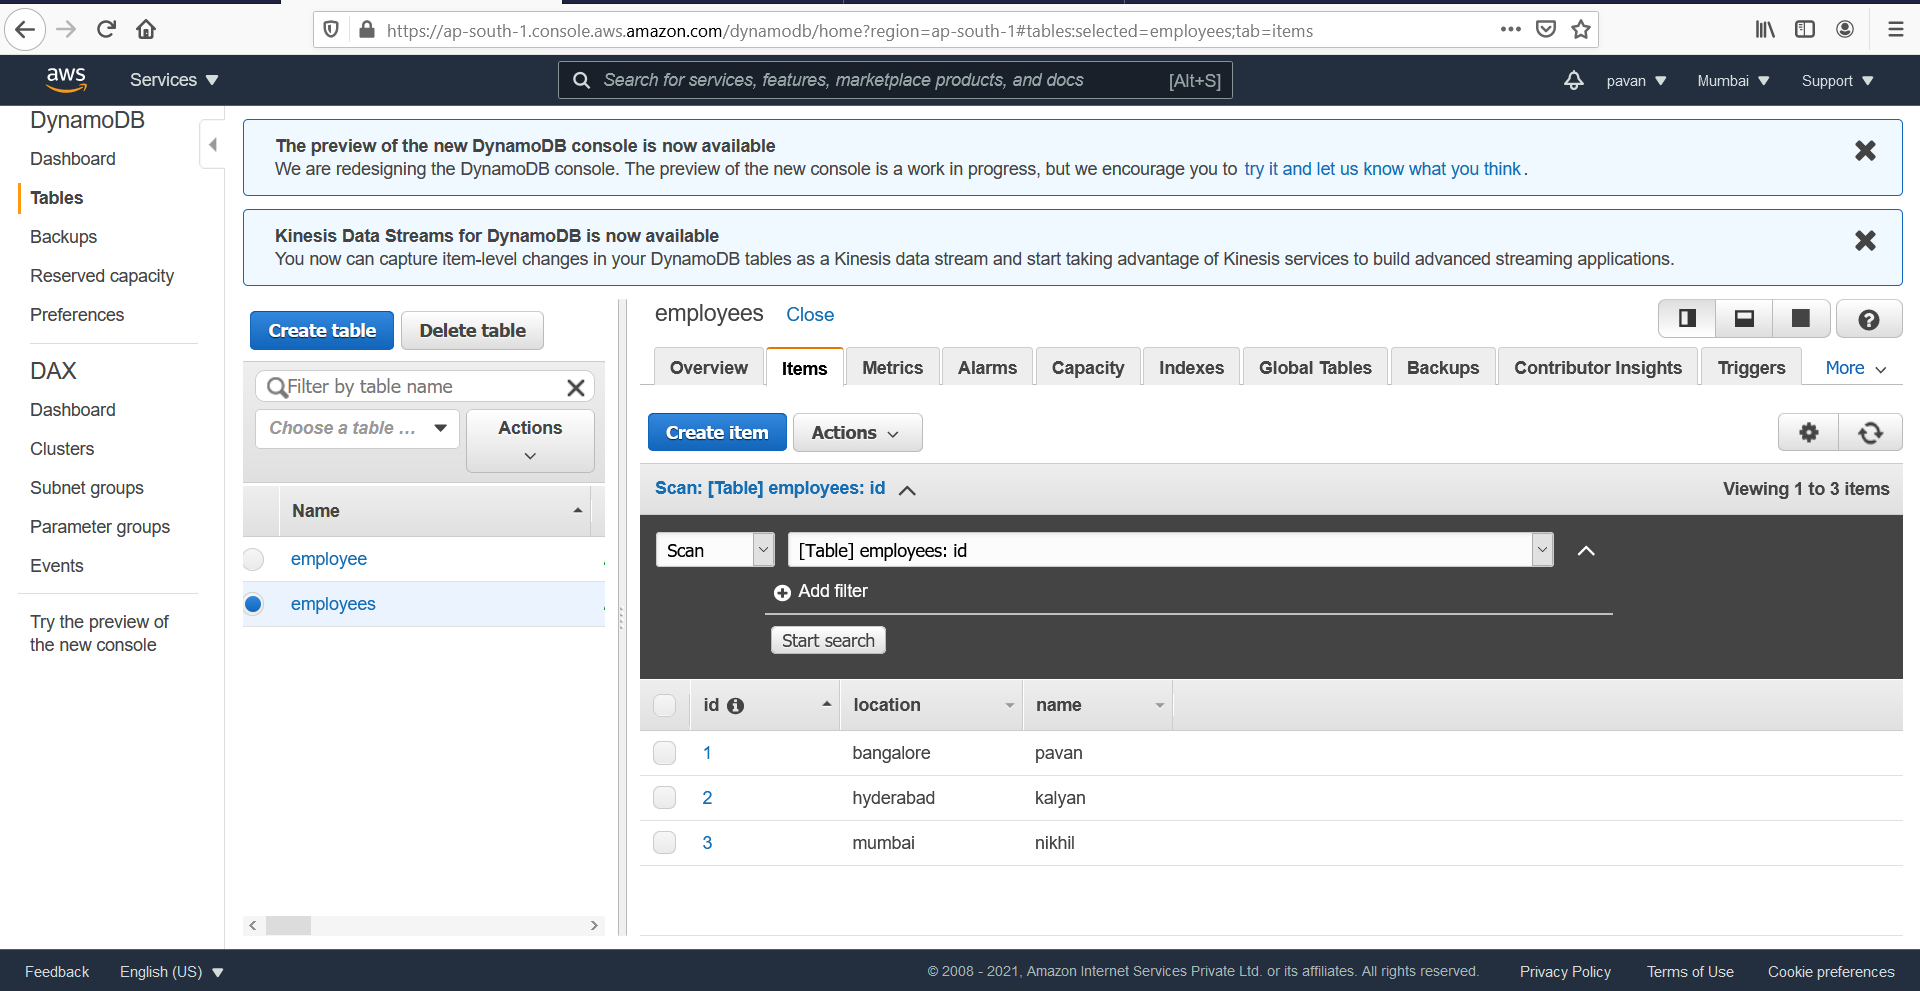 https://ap-south-1.console.aws.amazon.com/dynamodb/home?region=ap-south-1#tables:selected=employees;tab=items
aws
Services
Search for services, features, marketplace products, and docs [Alt+S]
pavan
Mumbai
Support
DynamoDB
Dashboard
Tables
Backups
Reserved capacity
Preferences
DAX
Dashboard
Clusters
Subnet groups
Parameter groups
Events
Try the preview of
the new console
The preview of the new DynamoDB console is now available
We are redesigning the DynamoDB console. The preview of the new console is a work in progress, but we encourage you to try it and let us know what you think.
Kinesis Data Streams for DynamoDB is now available
You now can capture item-level changes in your DynamoDB tables as a Kinesis data stream and start taking advantage of Kinesis services to build advanced streaming applications.
Create table
Delete table
Filter by table name
Choose a table ...
Actions
Name
employee
employees
employees Close
Overview Items Metrics Alarms Capacity Indexes Global Tables Backups Contributor Insights Triggers More
Create item
Actions
Scan: [Table] employees: id
Viewing 1 to 3 items
Scan
[Table] employees: id
Add filter
Start search
id location name
1 bangalore pavan
2 hyderabad kalyan
3 mumbai nikhil
Feedback English (US)
© 2008 - 2021, Amazon Internet Services Private Ltd. or its affiliates. All rights reserved.
Privacy Policy Terms of Use Cookie preferences